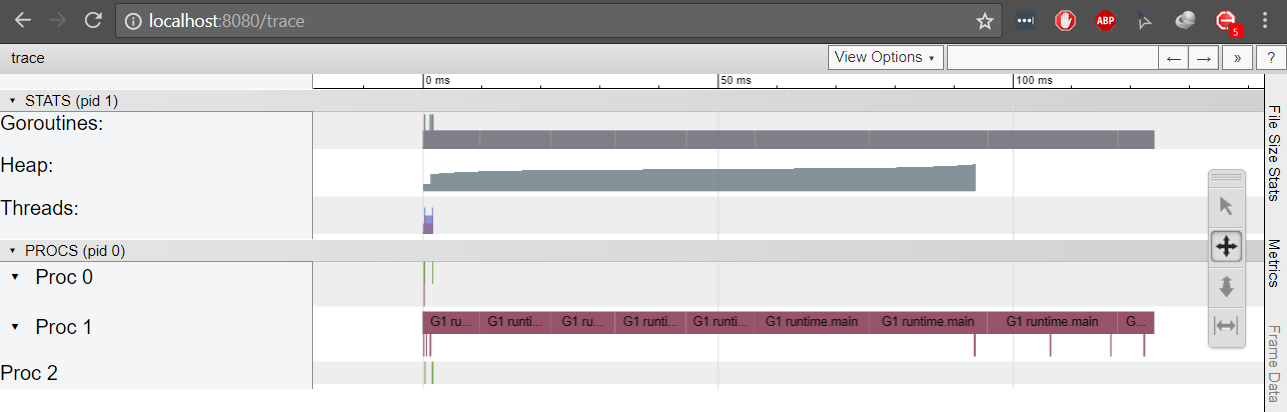 localhost:8080/trace
ABP
5
trace
View Options ▾
← → » ?
0 ms 50 ms 100 ms
STATS (pid 1)
Goroutines:
Heap:
Threads:
PROCS (pid 0)
Proc 0
Proc 1
G1 ru... G1 runti... G1 ru... G1 runti... G1 runti... G1 runtime.main G1 runtime.main G1 runtime.main G...
Proc 2
File Size Stats
Metrics
Frame Data